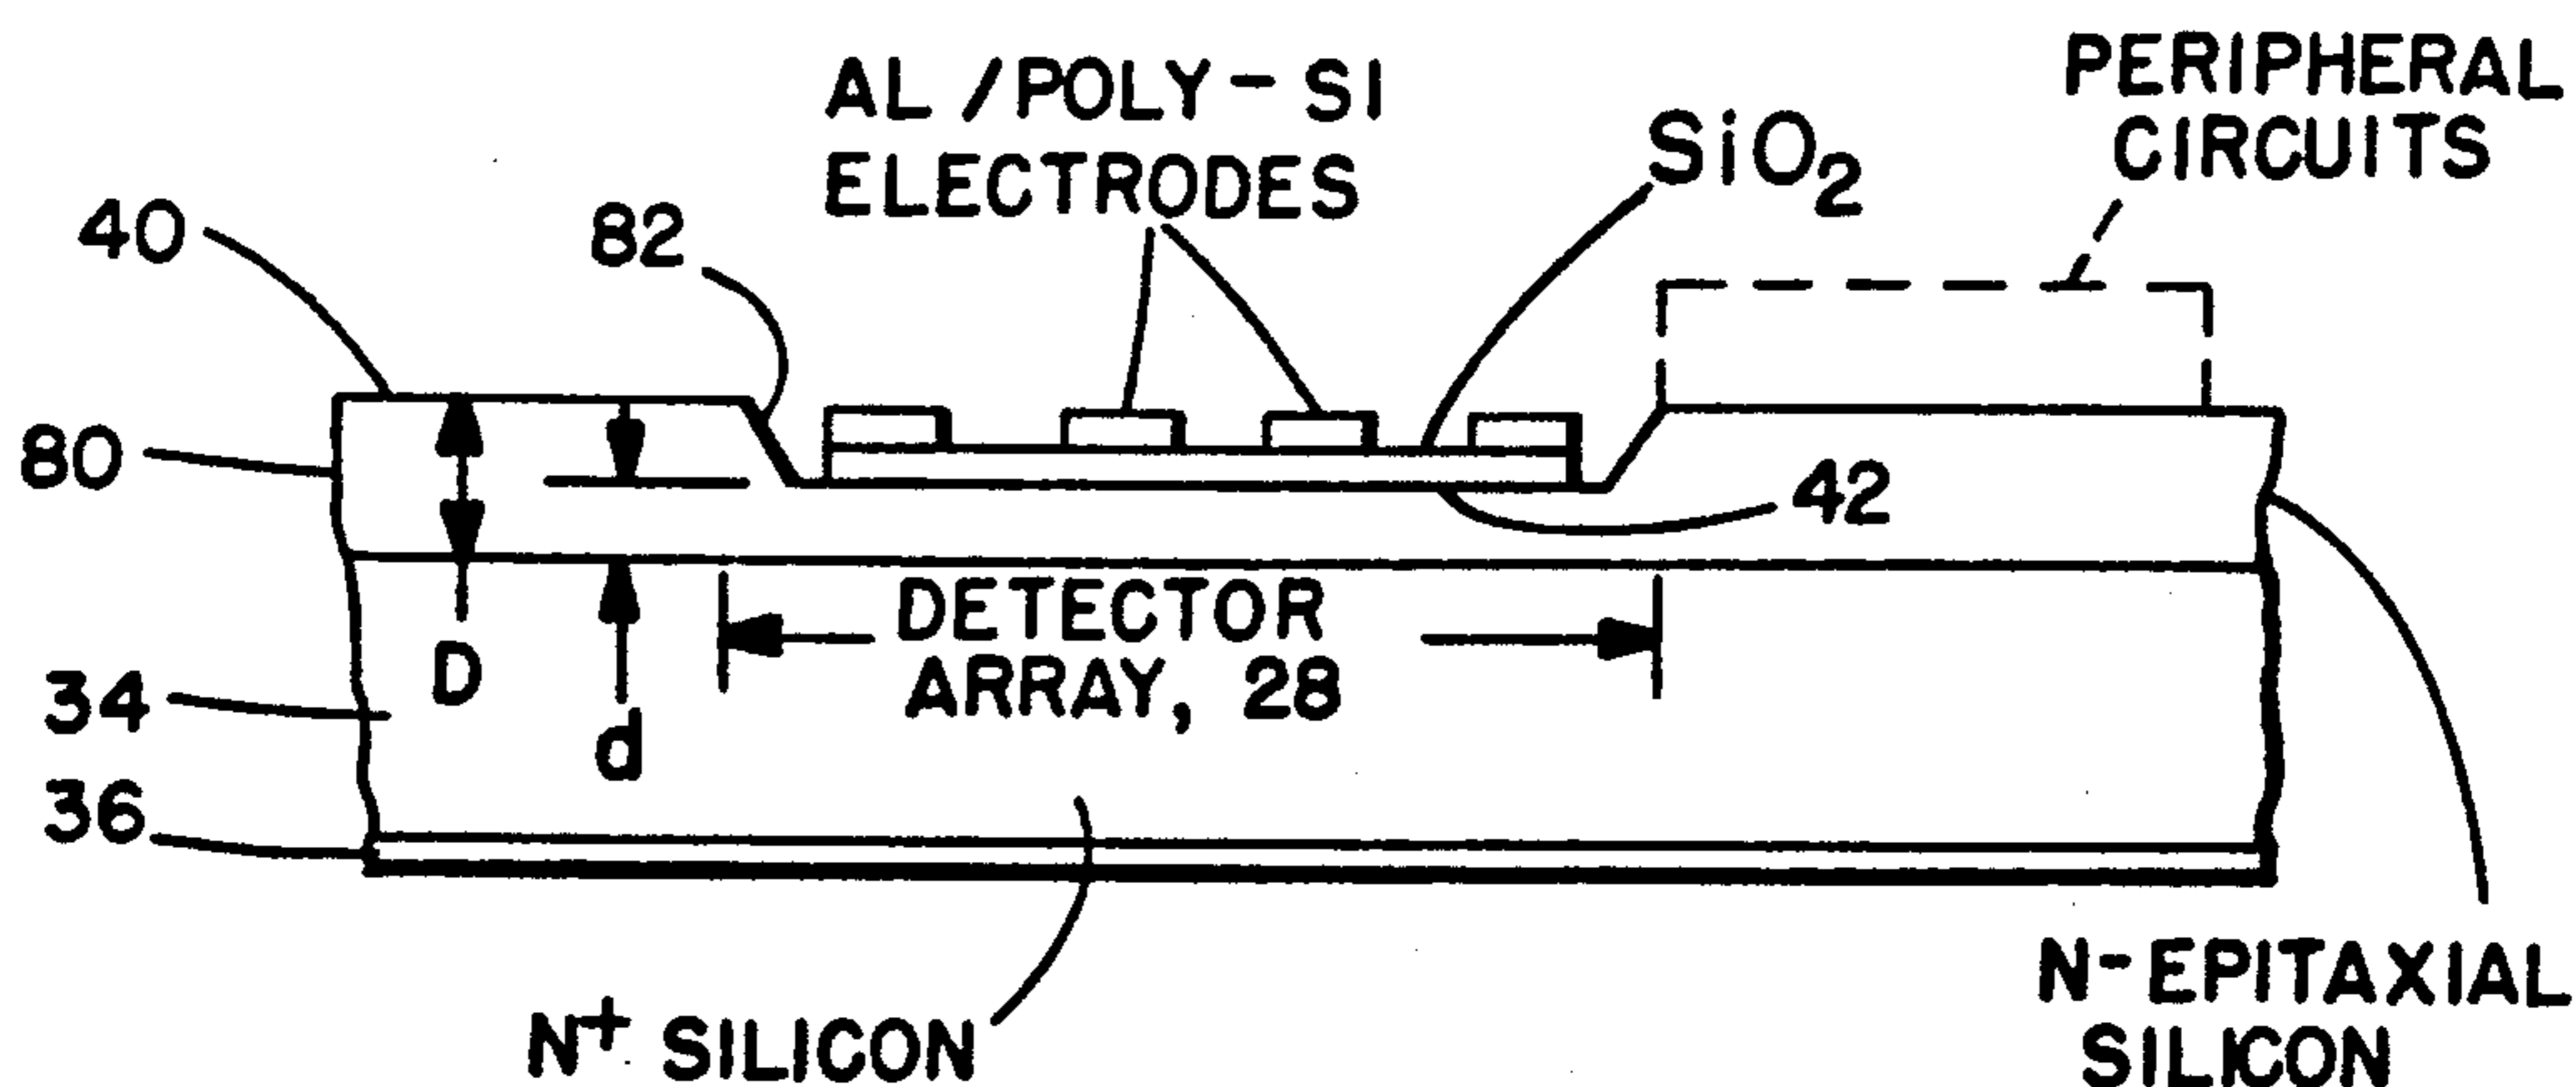 AL/POLY-SI
ELECTRODES
SiO₂
PERIPHERAL
CIRCUITS
40
82
80
42
DETECTOR
ARRAY, 28
D
d
34
36
N⁺ SILICON
N-EPITAXIAL
SILICON